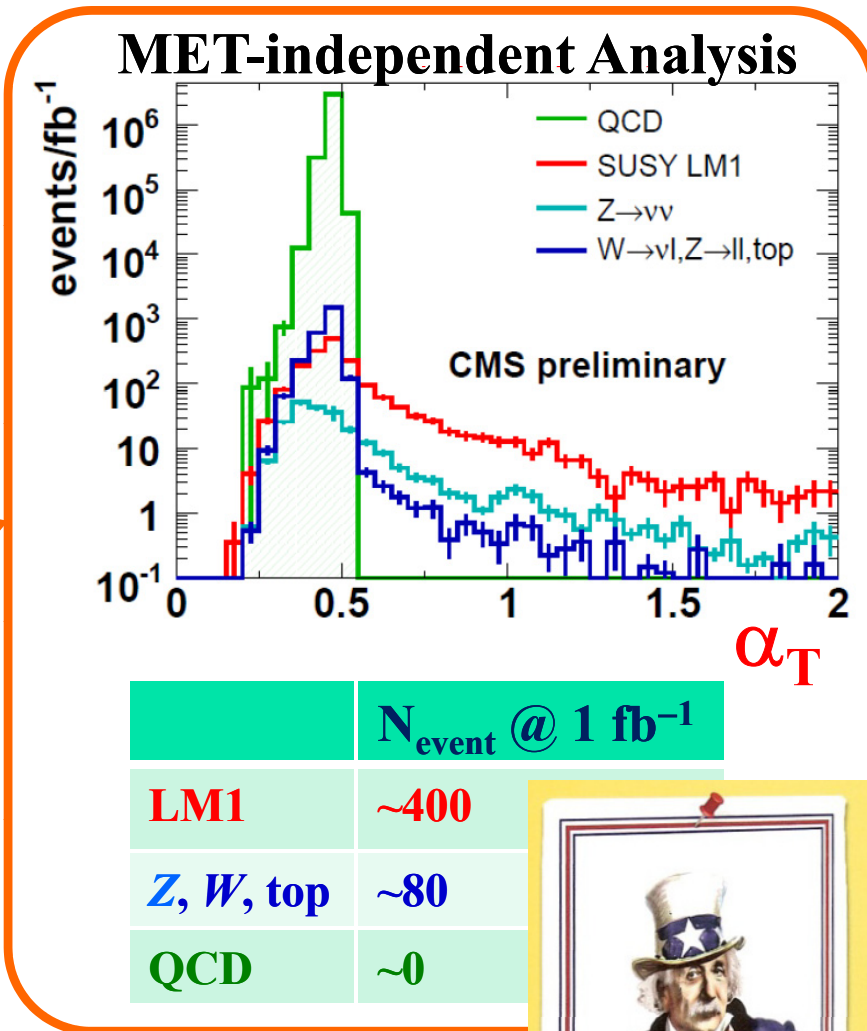 MET-independent Analysis
events/fb⁻¹
10⁶
10⁵
10⁴
10³
10²
10
1
10⁻¹
QCD
SUSY LM1
Z→νν
W→νl,Z→ll,top
CMS preliminary
0 0.5 1 1.5 2
α_T
N_event @ 1 fb⁻¹
LM1 ~400
Z, W, top ~80
QCD ~0